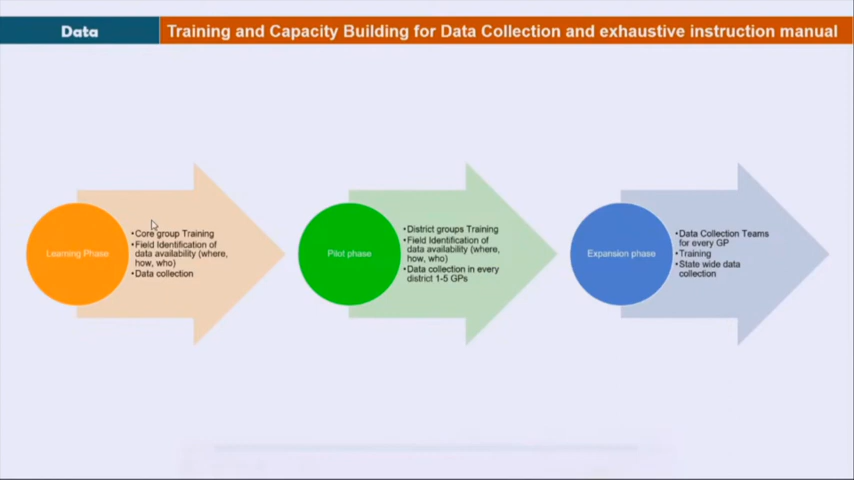 Data
Training and Capacity Building for Data Collection and exhaustive instruction manual
Learning Phase
•Core group Training
•Field Identification of
data availability (where,
how, who)
•Data collection
Pilot phase
•District groups Training
•Field Identification of
data availability (where,
how, who)
•Data collection in every
district 1-5 GPs
Expansion phase
•Data Collection Teams
for every GP
•Training
•State wide data
collection